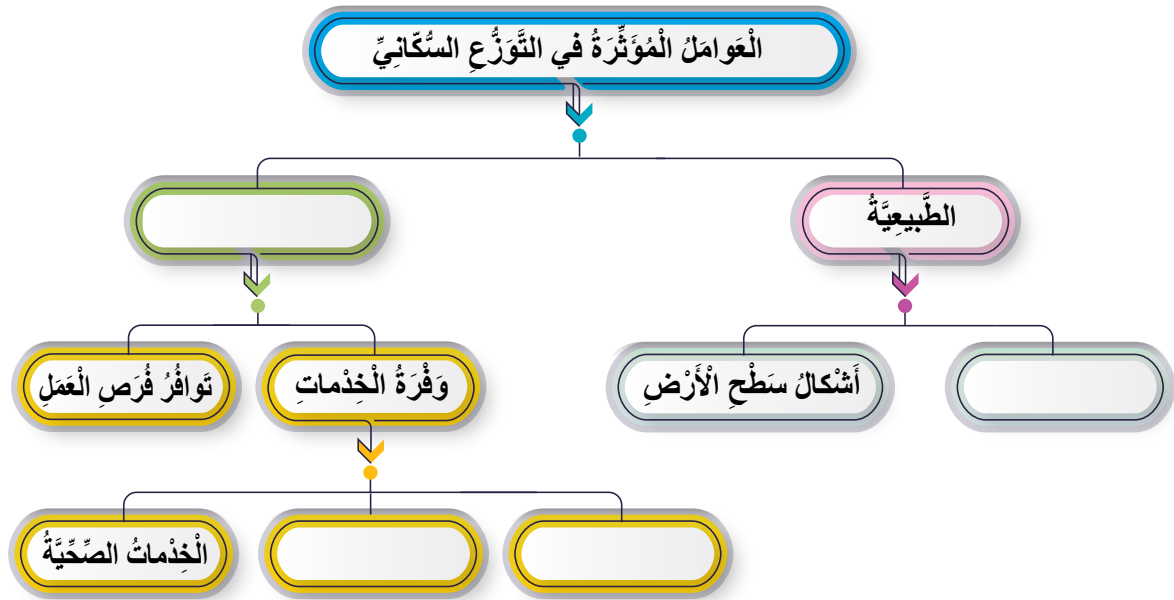 الْعَوامَلُ الْمُؤَثِّرَةُ في التَّوَزُّعِ السُّكّانِيِّ
الطَّبيعِيَّةُ
أَشْكالُ سَطْحِ الْأَرْضِ
وَفْرَةُ الْخِدْماتِ
تَوافُرُ فُرَصِ الْعَمَلِ
الْخِدْماتُ الصِّحِّيَّةُ